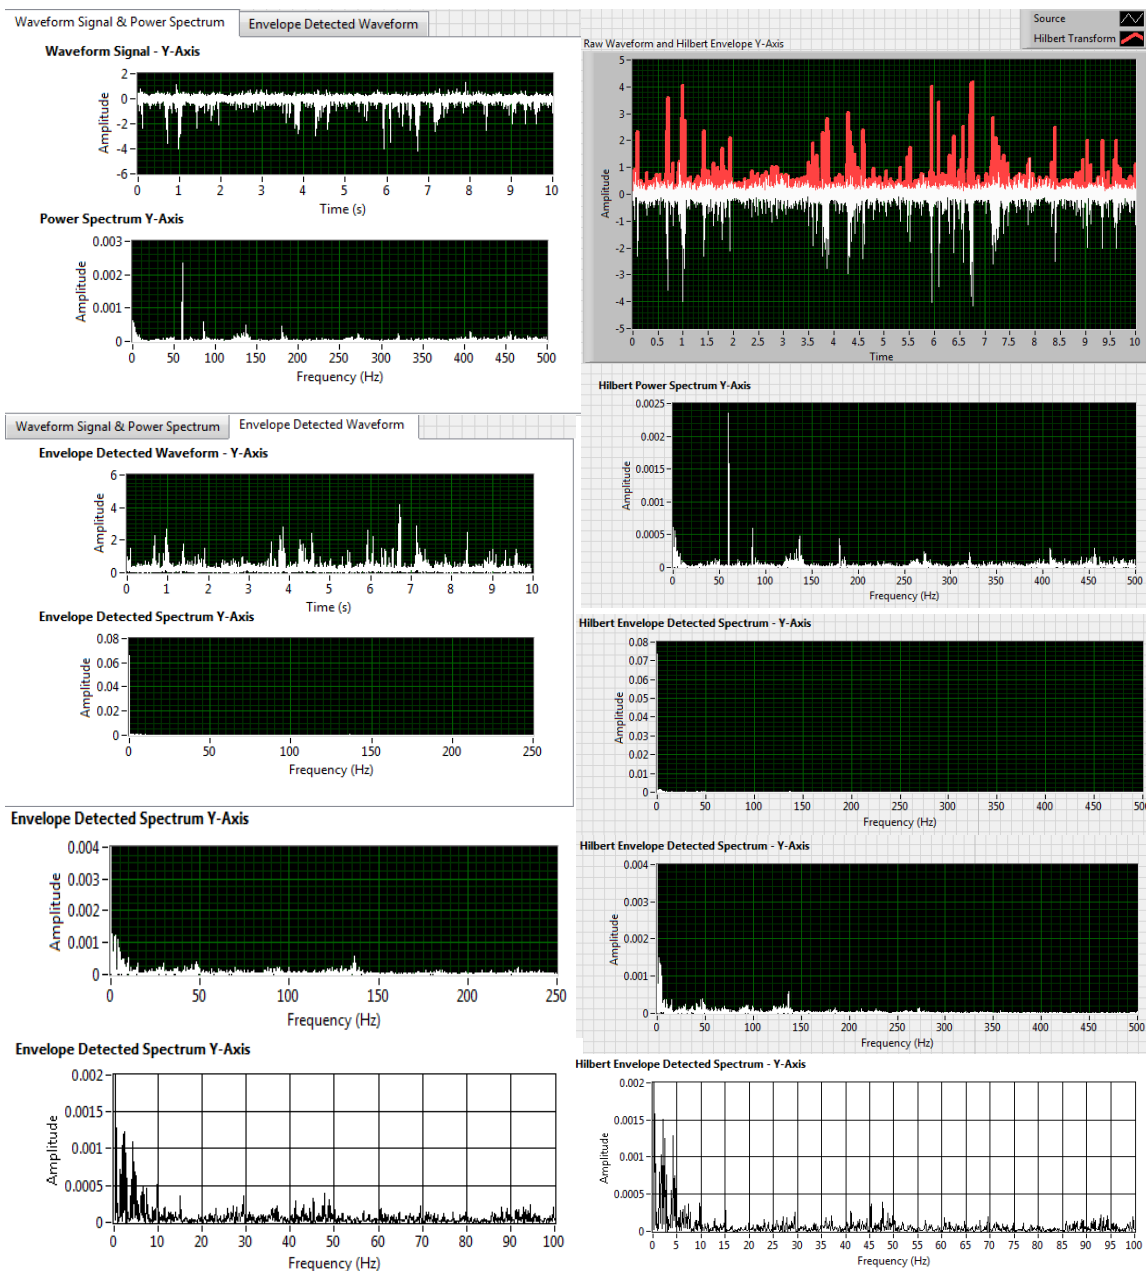 Waveform Signal & Power Spectrum
Envelope Detected Waveform
Waveform Signal - Y-Axis
2
0
-2
-4
-6
Amplitude
0 1 2 3 4 5 6 7 8 9 10
Time (s)
Power Spectrum Y-Axis
0.003
0.002
0.001
0
Amplitude
0 50 100 150 200 250 300 350 400 450 500
Frequency (Hz)
Waveform Signal & Power Spectrum
Envelope Detected Waveform
Envelope Detected Waveform - Y-Axis
6
4
2
0
Amplitude
0 1 2 3 4 5 6 7 8 9 10
Time (s)
Envelope Detected Spectrum Y-Axis
0.08
0.06
0.04
0.02
0
Amplitude
0 50 100 150 200 250
Frequency (Hz)
Envelope Detected Spectrum Y-Axis
0.004
0.003
0.002
0.001
0
Amplitude
0 50 100 150 200 250
Frequency (Hz)
Envelope Detected Spectrum Y-Axis
0.002
0.0015
0.001
0.0005
0
Amplitude
0 10 20 30 40 50 60 70 80 90 100
Frequency (Hz)
Source
Hilbert Transform
Raw Waveform and Hilbert Envelope Y-Axis
5
4
3
2
1
0
-1
-2
-3
-4
-5
Amplitude
0 0.5 1 1.5 2 2.5 3 3.5 4 4.5 5 5.5 6 6.5 7 7.5 8 8.5 9 9.5 10
Time
Hilbert Power Spectrum Y-Axis
0.0025
0.002
0.0015
0.001
0.0005
0
Amplitude
0 50 100 150 200 250 300 350 400 450 500
Frequency (Hz)
Hilbert Envelope Detected Spectrum - Y-Axis
0.08
0.07
0.06
0.05
0.04
0.03
0.02
0.01
0
Amplitude
0 50 100 150 200 250 300 350 400 450 500
Frequency (Hz)
Hilbert Envelope Detected Spectrum - Y-Axis
0.004
0.003
0.002
0.001
0
Amplitude
0 50 100 150 200 250 300 350 400 450 500
Frequency (Hz)
Hilbert Envelope Detected Spectrum - Y-Axis
0.002
0.0015
0.001
0.0005
0
Amplitude
0 5 10 15 20 25 30 35 40 45 50 55 60 65 70 75 80 85 90 95 100
Frequency (Hz)